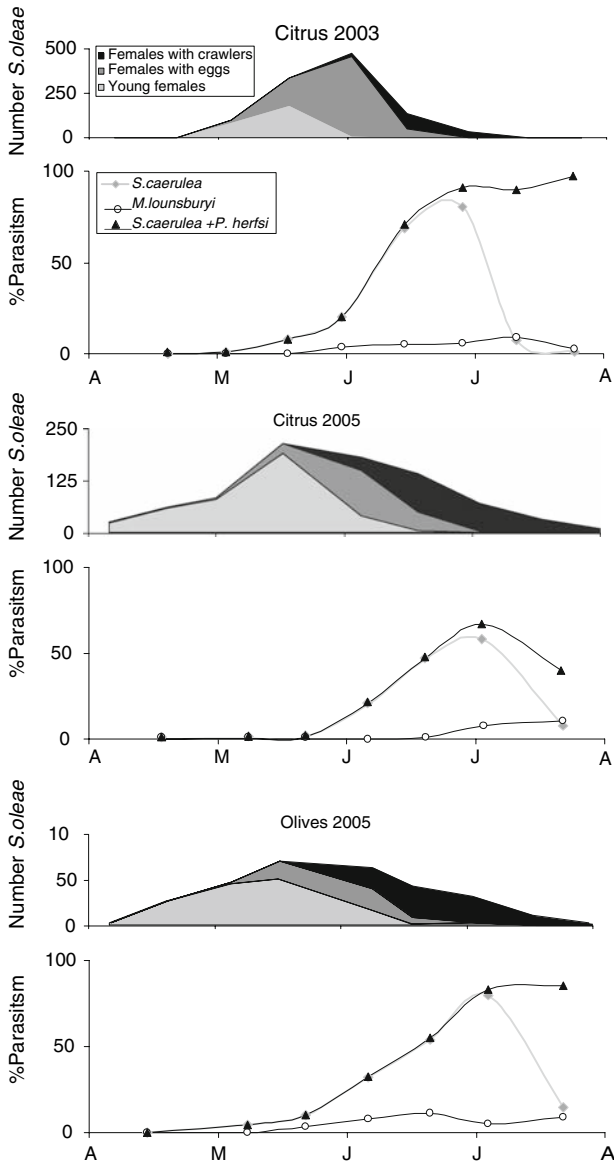 Citrus 2003
Number S.oleae
500
250
0
Females with crawlers
Females with eggs
Young females
%Parasitsm
100
50
0
S.caerulea
M.lounsburyi
S.caerulea +P. herfsi
A M J J A
Citrus 2005
Number S.oleae
250
125
0
%Parasitsm
100
50
0
A M J J A
Olives 2005
Number S.oleae
10
50
0
%Parasitsm
100
50
0
A M J J A